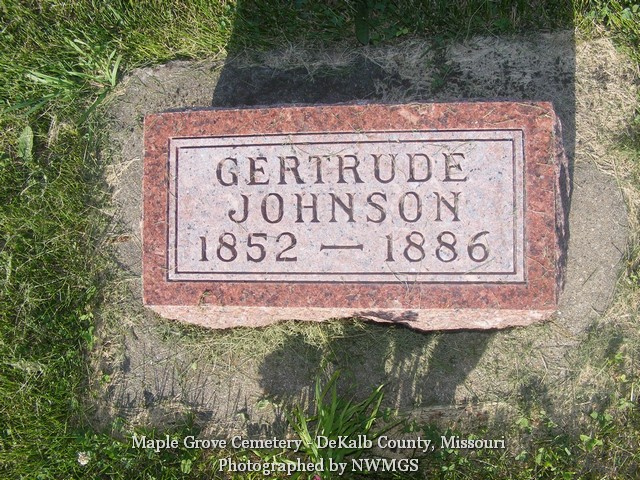 GERTRUDE
JOHNSON
1852 — 1886
Maple Grove Cemetery - DeKalb County, Missouri
Photographed by NWMGS